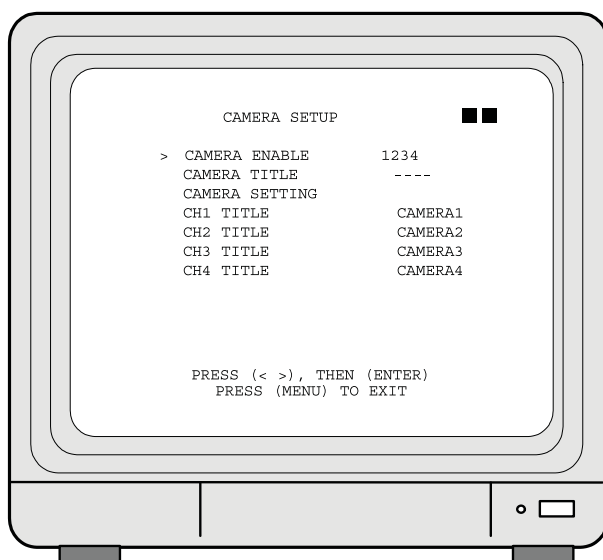 CAMERA SETUP
> CAMERA ENABLE 1234
CAMERA TITLE ----
CAMERA SETTING
CH1 TITLE CAMERA1
CH2 TITLE CAMERA2
CH3 TITLE CAMERA3
CH4 TITLE CAMERA4
PRESS (< >), THEN (ENTER)
PRESS (MENU) TO EXIT